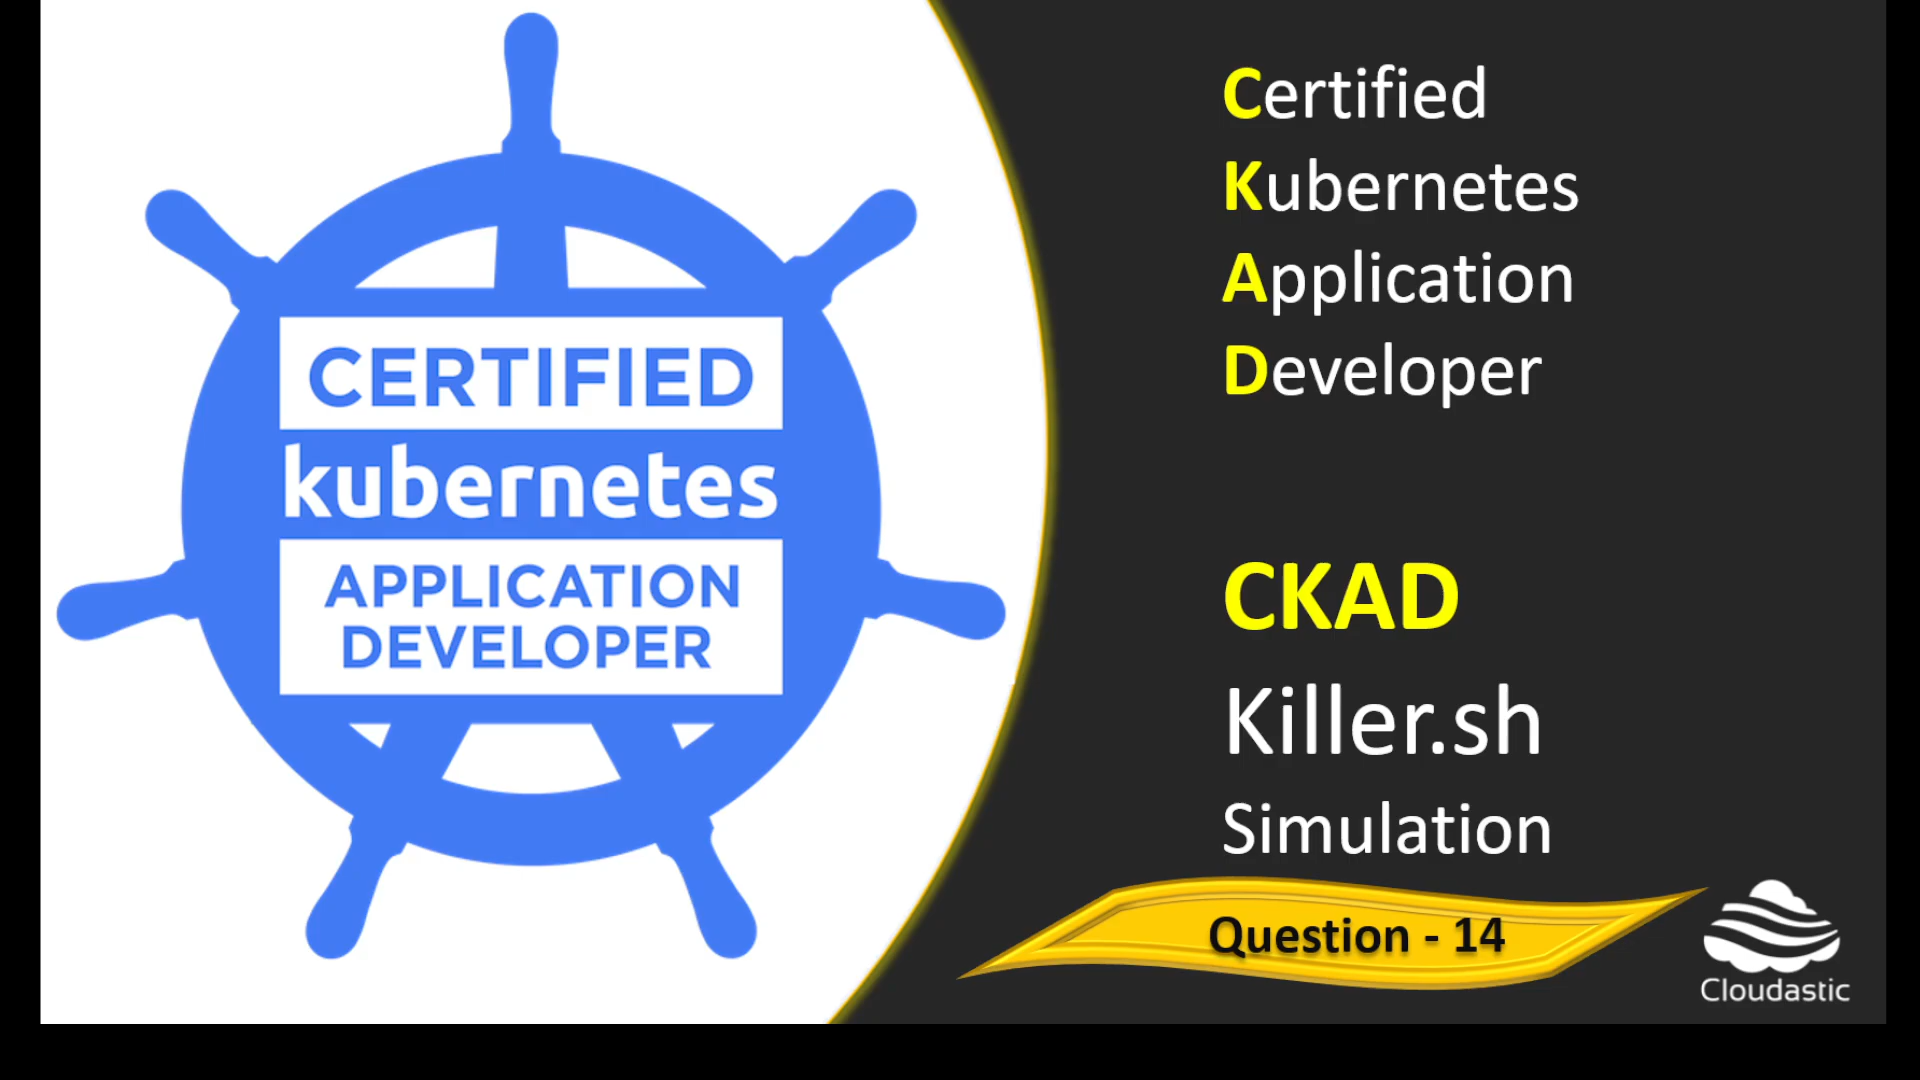 CERTIFIED
kubernetes
APPLICATION
DEVELOPER
Certified
Kubernetes
Application
Developer
CKAD
Killer.sh
Simulation
Question - 14
Cloudastic